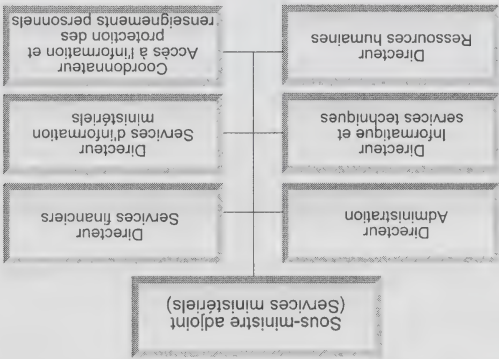 Sous-ministre adjoint
(Services ministériels)
Directeur
Services financiers
Directeur
Administration
Directeur
Services d'information
ministériels
Directeur
Informatique et
services techniques
Coordonnateur
Accès à l'information et
protection des
renseignements personnels
Directeur
Ressources humaines